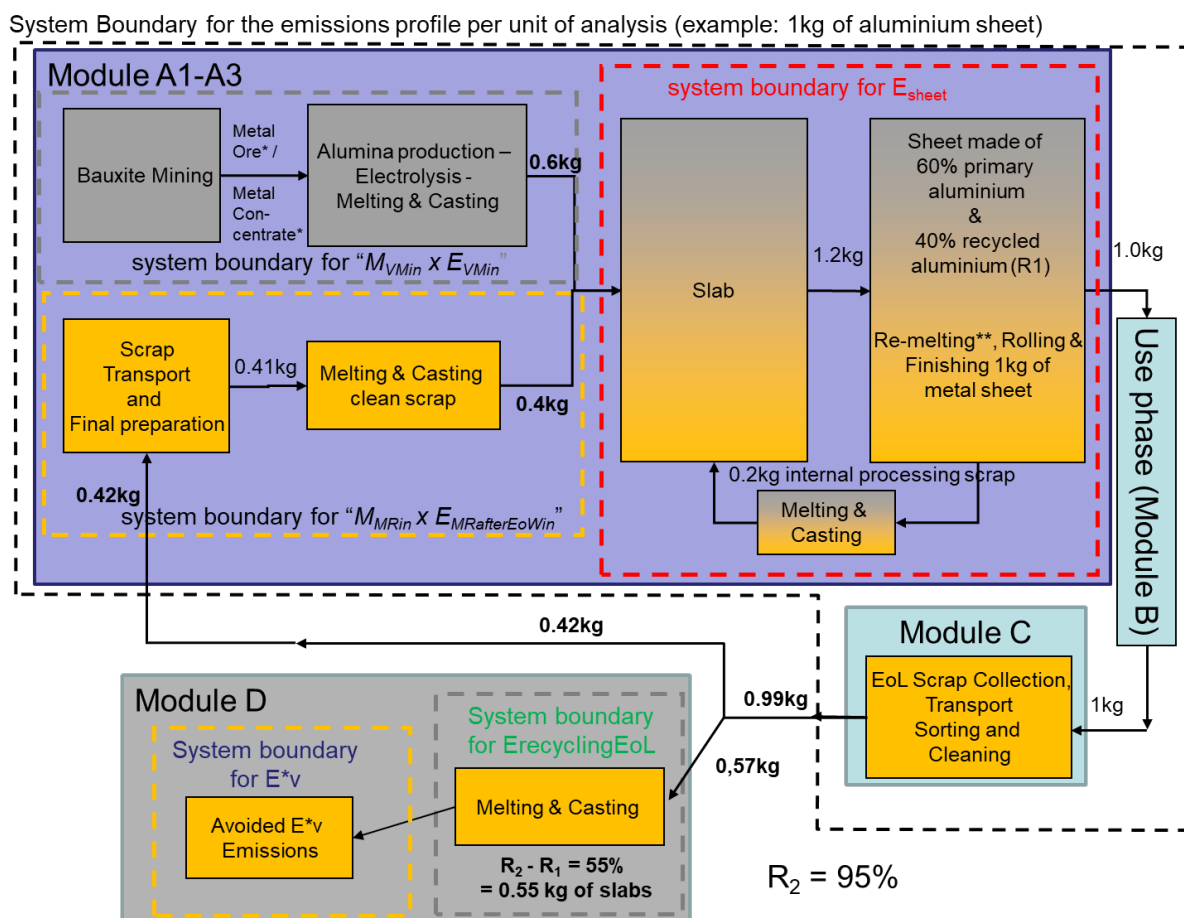 System Boundary for the emissions profile per unit of analysis (example: 1kg of aluminium sheet)
Module A1-A3
Bauxite Mining
Metal
Ore* /
Metal
Con-
centrate*
Alumina production –
Electrolysis -
Melting & Casting
0.6kg
system boundary for “M_VMin x E_VMin”
Scrap
Transport
and
Final preparation
0.41kg
Melting & Casting
clean scrap
0.4kg
0.42kg
system boundary for “M_MRin x E_MRafterEoWin”
system boundary for E_sheet
Slab
1.2kg
Sheet made of
60% primary
aluminium
&
40% recycled
aluminium (R1)
Re-melting**, Rolling &
Finishing 1kg of
metal sheet
0.2kg internal processing scrap
Melting &
Casting
1.0kg
Use phase (Module B)
Module C
EoL Scrap Collection,
Transport
Sorting and
Cleaning
1kg
0.99kg
0.42kg
0,57kg
Module D
System boundary
for E*v
Avoided E*v
Emissions
System boundary
for ErecyclingEoL
Melting & Casting
R₂ - R₁ = 55%
= 0.55 kg of slabs
R₂ = 95%